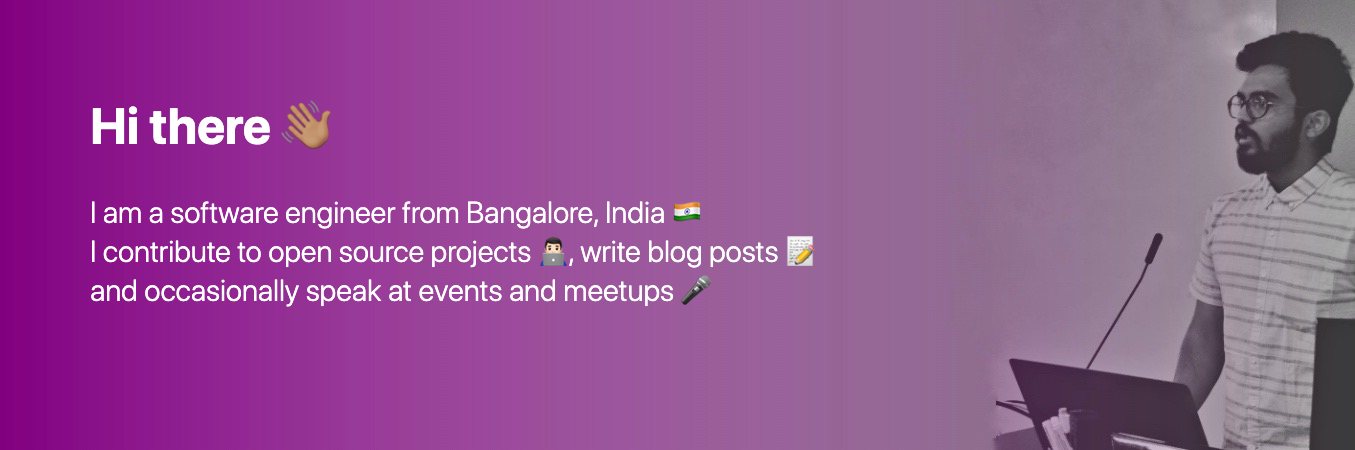 Hi there 👋🏽
I am a software engineer from Bangalore, India 🇮🇳
I contribute to open source projects 👨🏻‍💻, write blog posts 📝
and occasionally speak at events and meetups 🎤